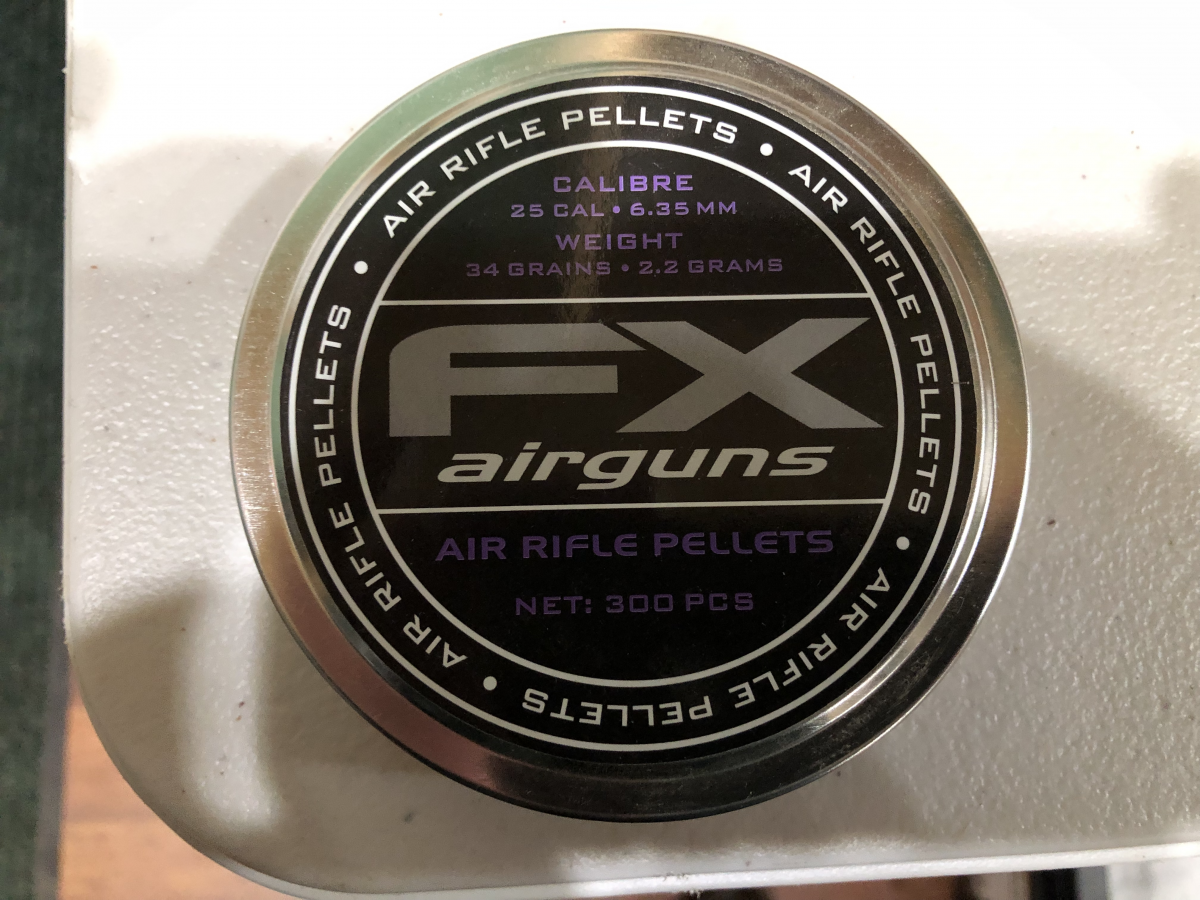 AIR RIFLE PELLETS • AIR RIFLE PELLETS • AIR RIFLE PELLETS • AIR RIFLE PELLETS •
CALIBRE
25 CAL • 6.35 MM
WEIGHT
34 GRAINS • 2.2 GRAMS
FX
airguns
AIR RIFLE PELLETS
NET: 300 PCS